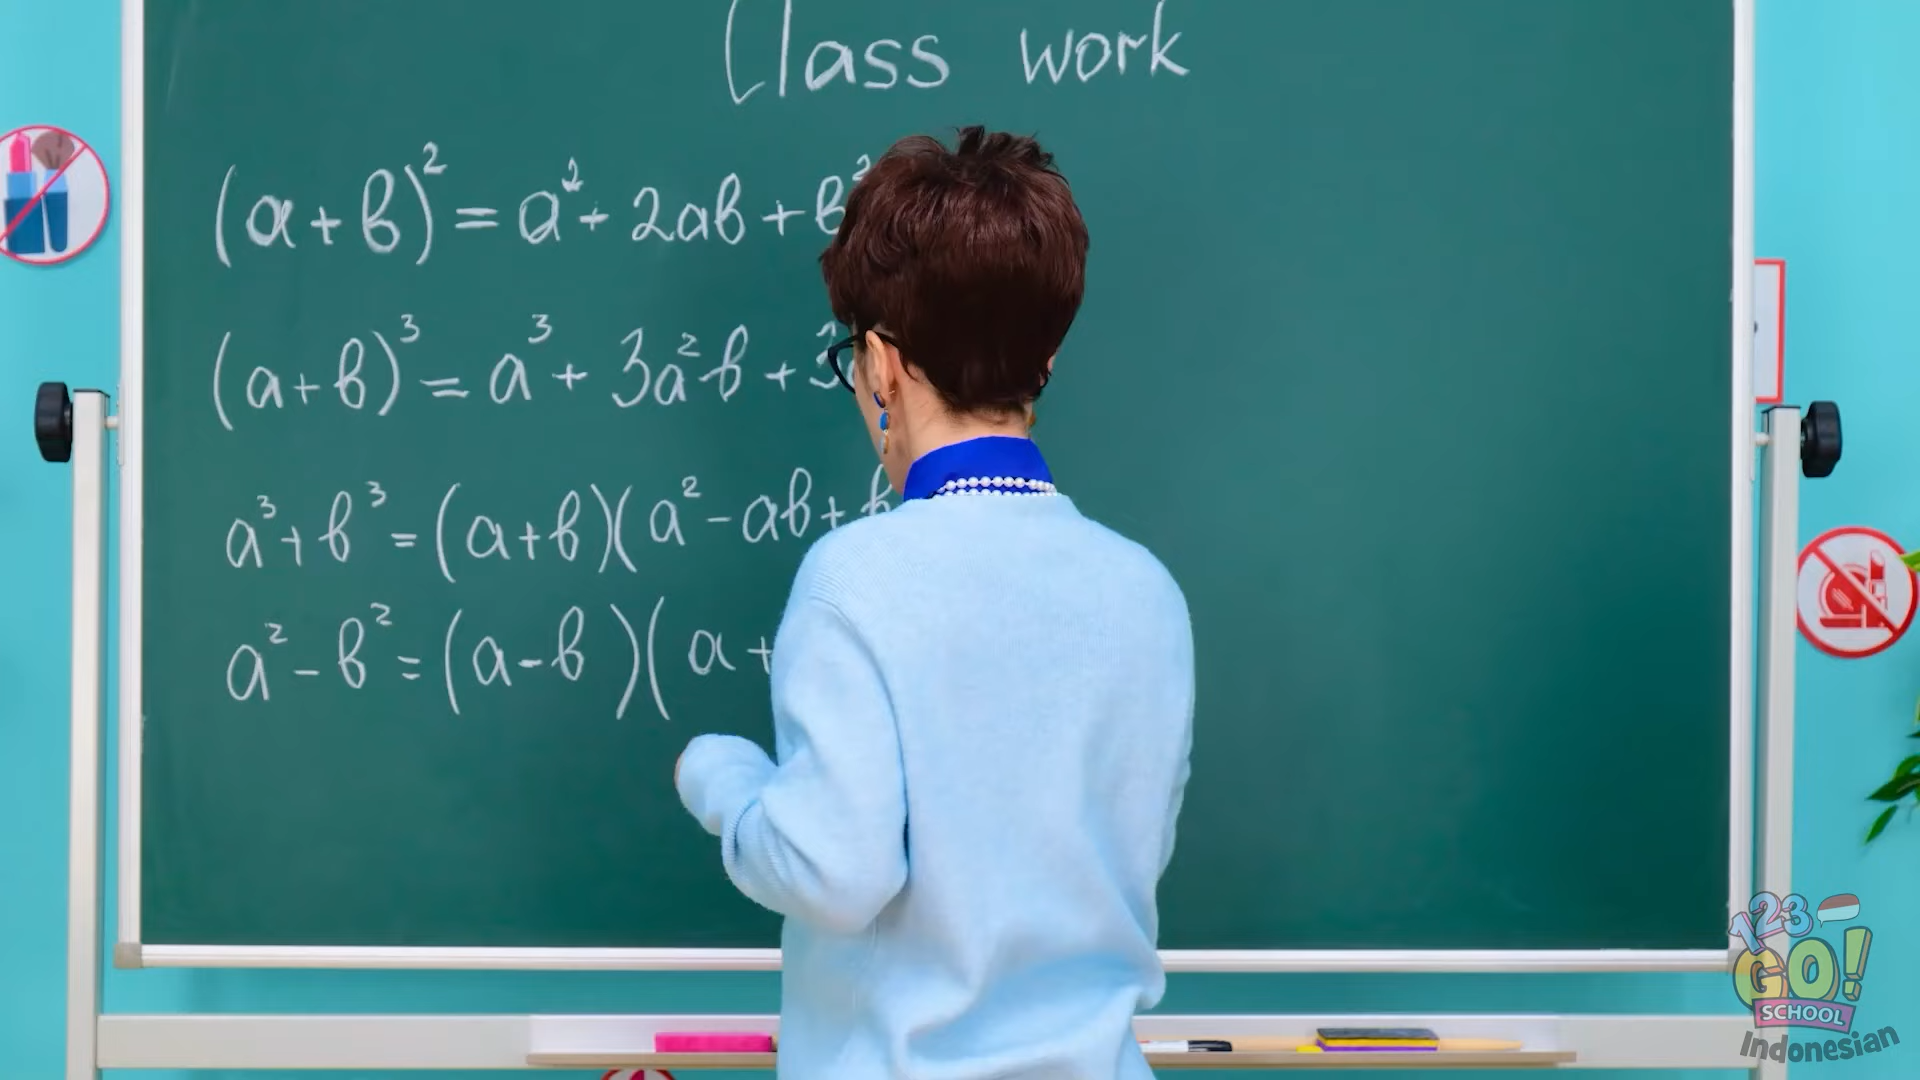 Class work
(a+b)² = a² + 2ab + b²
(a+b)³ = a³ + 3a²b + 3
a³ + b³ = (a+b)(a² - ab + b
a² - b² = (a-b)(a +
123
GO!
SCHOOL
Indonesian